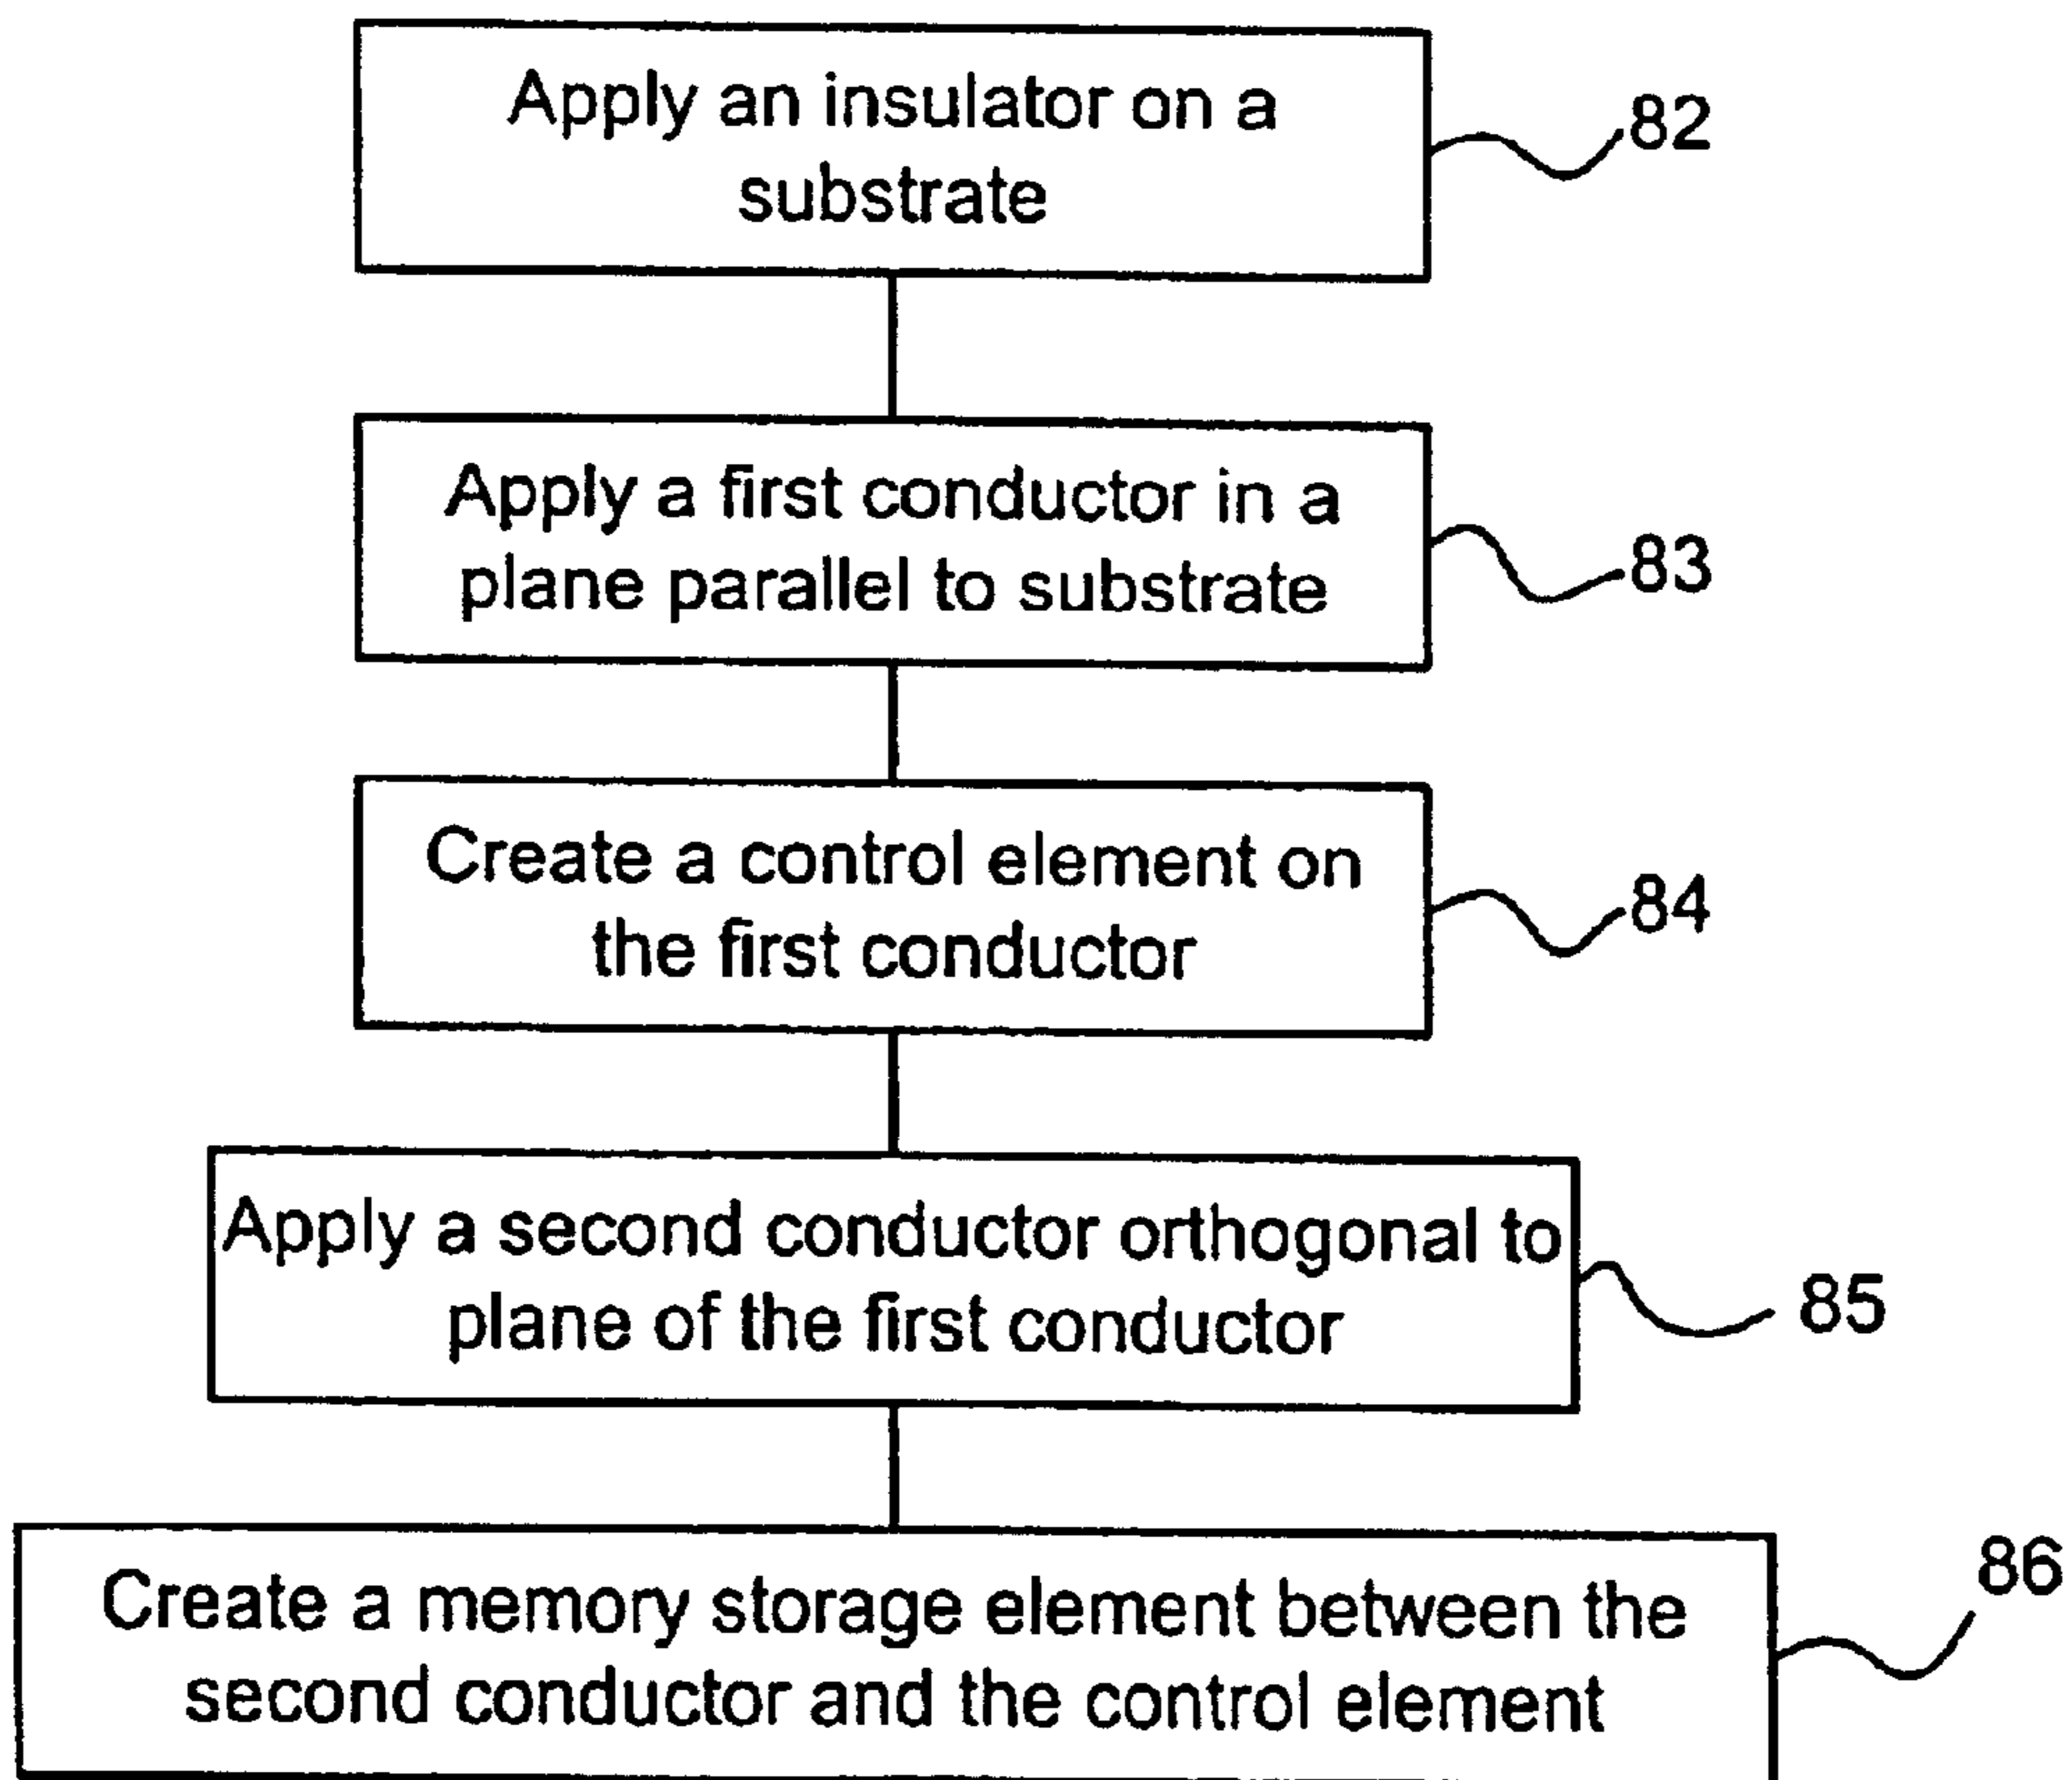 Apply an insulator on a
substrate
82
Apply a first conductor in a
plane parallel to substrate
83
Create a control element on
the first conductor
84
Apply a second conductor orthogonal to
plane of the first conductor
85
Create a memory storage element between the
second conductor and the control element
86